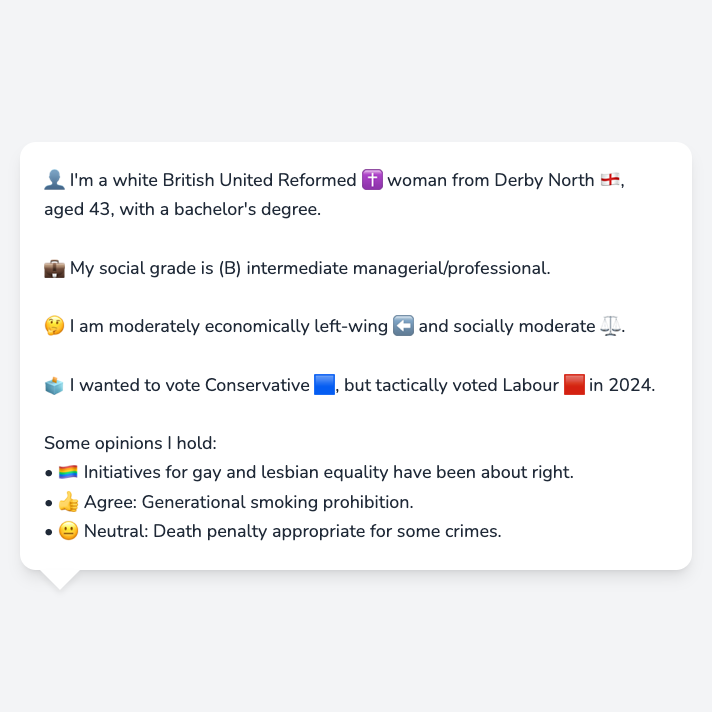 👤 I'm a white British United Reformed ✝️ woman from Derby North 🏴󠁧󠁢󠁥󠁮󠁧󠁿,
aged 43, with a bachelor's degree.
💼 My social grade is (B) intermediate managerial/professional.
🤔 I am moderately economically left-wing ⬅️ and socially moderate ⚖️.
🗳️ I wanted to vote Conservative 🟦, but tactically voted Labour 🟥 in 2024.
Some opinions I hold:
• 🏳️‍🌈 Initiatives for gay and lesbian equality have been about right.
• 👍 Agree: Generational smoking prohibition.
• 😐 Neutral: Death penalty appropriate for some crimes.